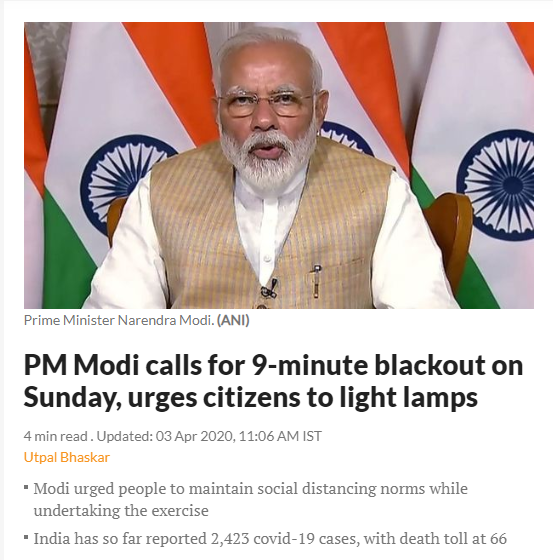 Prime Minister Narendra Modi. (ANI)
PM Modi calls for 9-minute blackout on
Sunday, urges citizens to light lamps
4 min read . Updated: 03 Apr 2020, 11:06 AM IST
Utpal Bhaskar
▪ Modi urged people to maintain social distancing norms while
undertaking the exercise
▪ India has so far reported 2,423 covid-19 cases, with death toll at 66